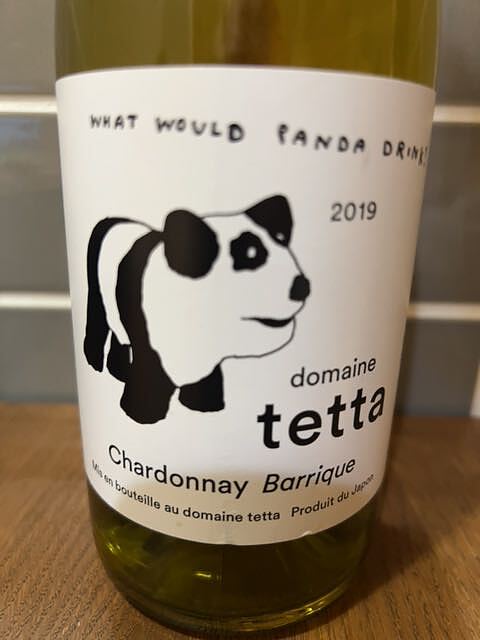 WHAT WOULD PANDA DRINK?
2019
domaine
tetta
Chardonnay Barrique
Mis en bouteille au domaine tetta Produit du Japon